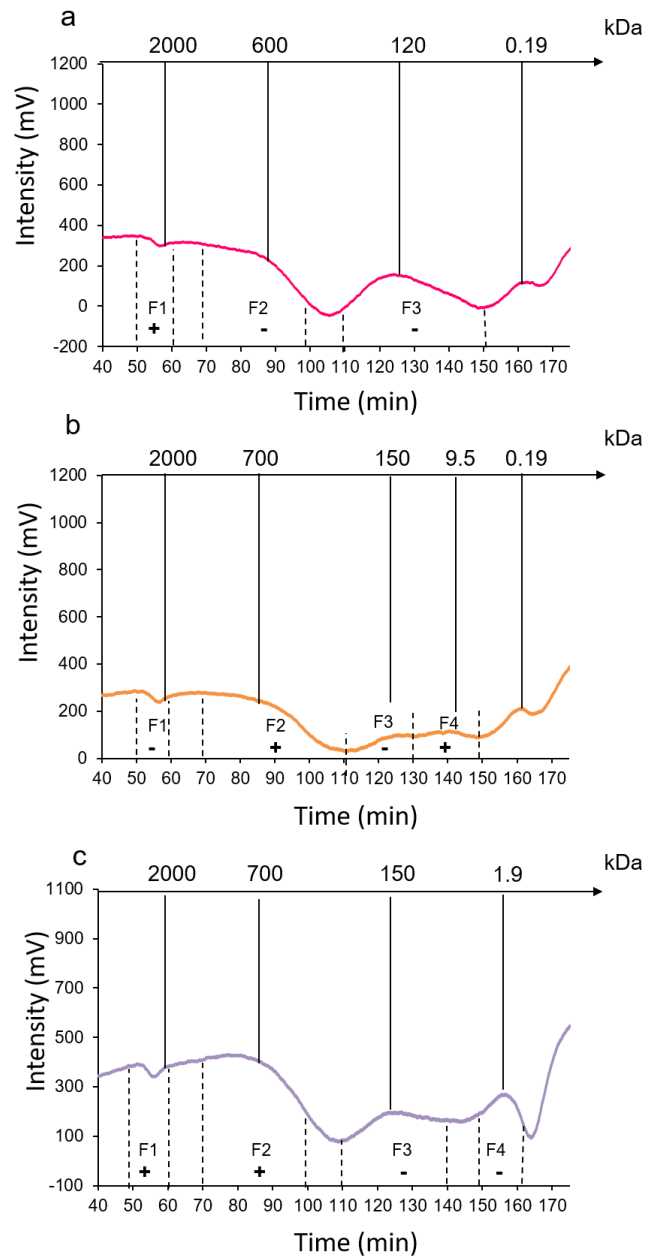 a
kDa
2000 600 120 0.19
1200
1000
800
600
400
200
0
-200
Intensity (mV)
F1 F2 F3
+ - -
40 50 60 70 80 90 100 110 120 130 140 150 160 170
Time (min)
b
kDa
2000 700 150 9.5 0.19
1200
1000
800
600
400
200
0
Intensity (mV)
F1 F2 F3 F4
- + - +
40 50 60 70 80 90 100 110 120 130 140 150 160 170
Time (min)
c
kDa
2000 700 150 1.9
1100
900
700
500
300
100
-100
Intensity (mV)
F1 F2 F3 F4
+ + - -
40 50 60 70 80 90 100 110 120 130 140 150 160 170
Time (min)